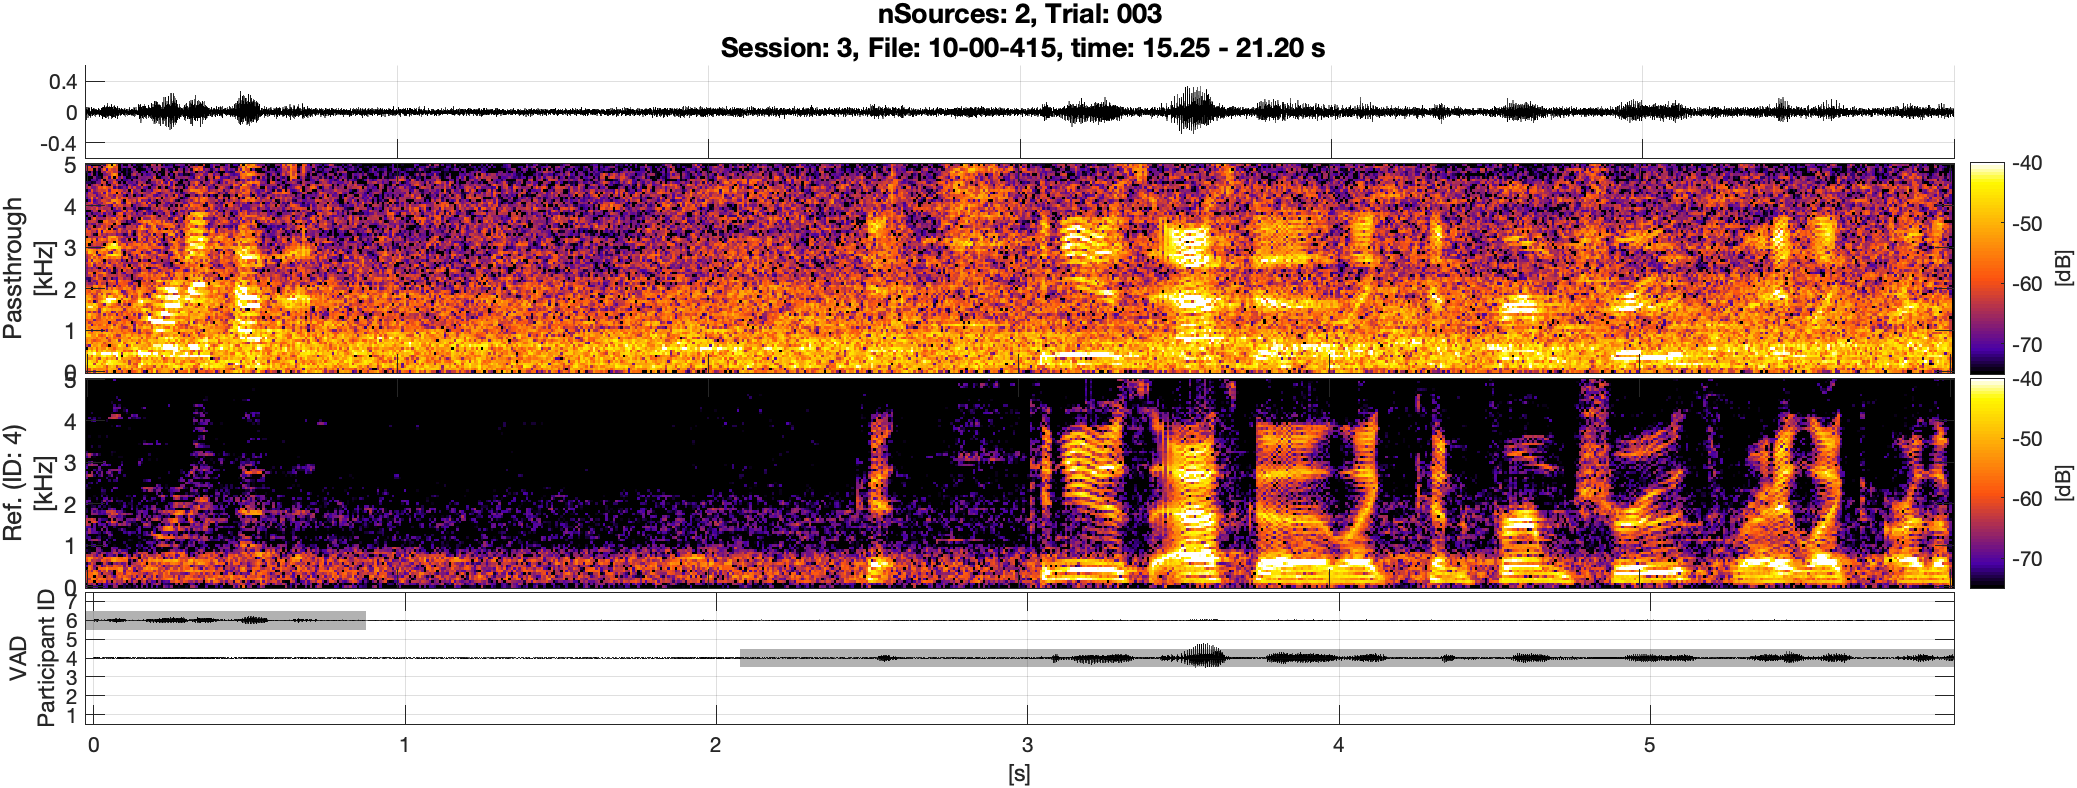 nSources: 2, Trial: 003
Session: 3, File: 10-00-415, time: 15.25 - 21.20 s
0.4
0
-0.4
Passthrough
[kHz]
5
4
3
2
1
0
-40
-50
-60
-70
[dB]
Ref. (ID: 4)
[kHz]
5
4
3
2
1
0
-40
-50
-60
-70
[dB]
VAD
Participant ID
7
6
5
4
3
2
1
0 1 2 3 4 5
[s]